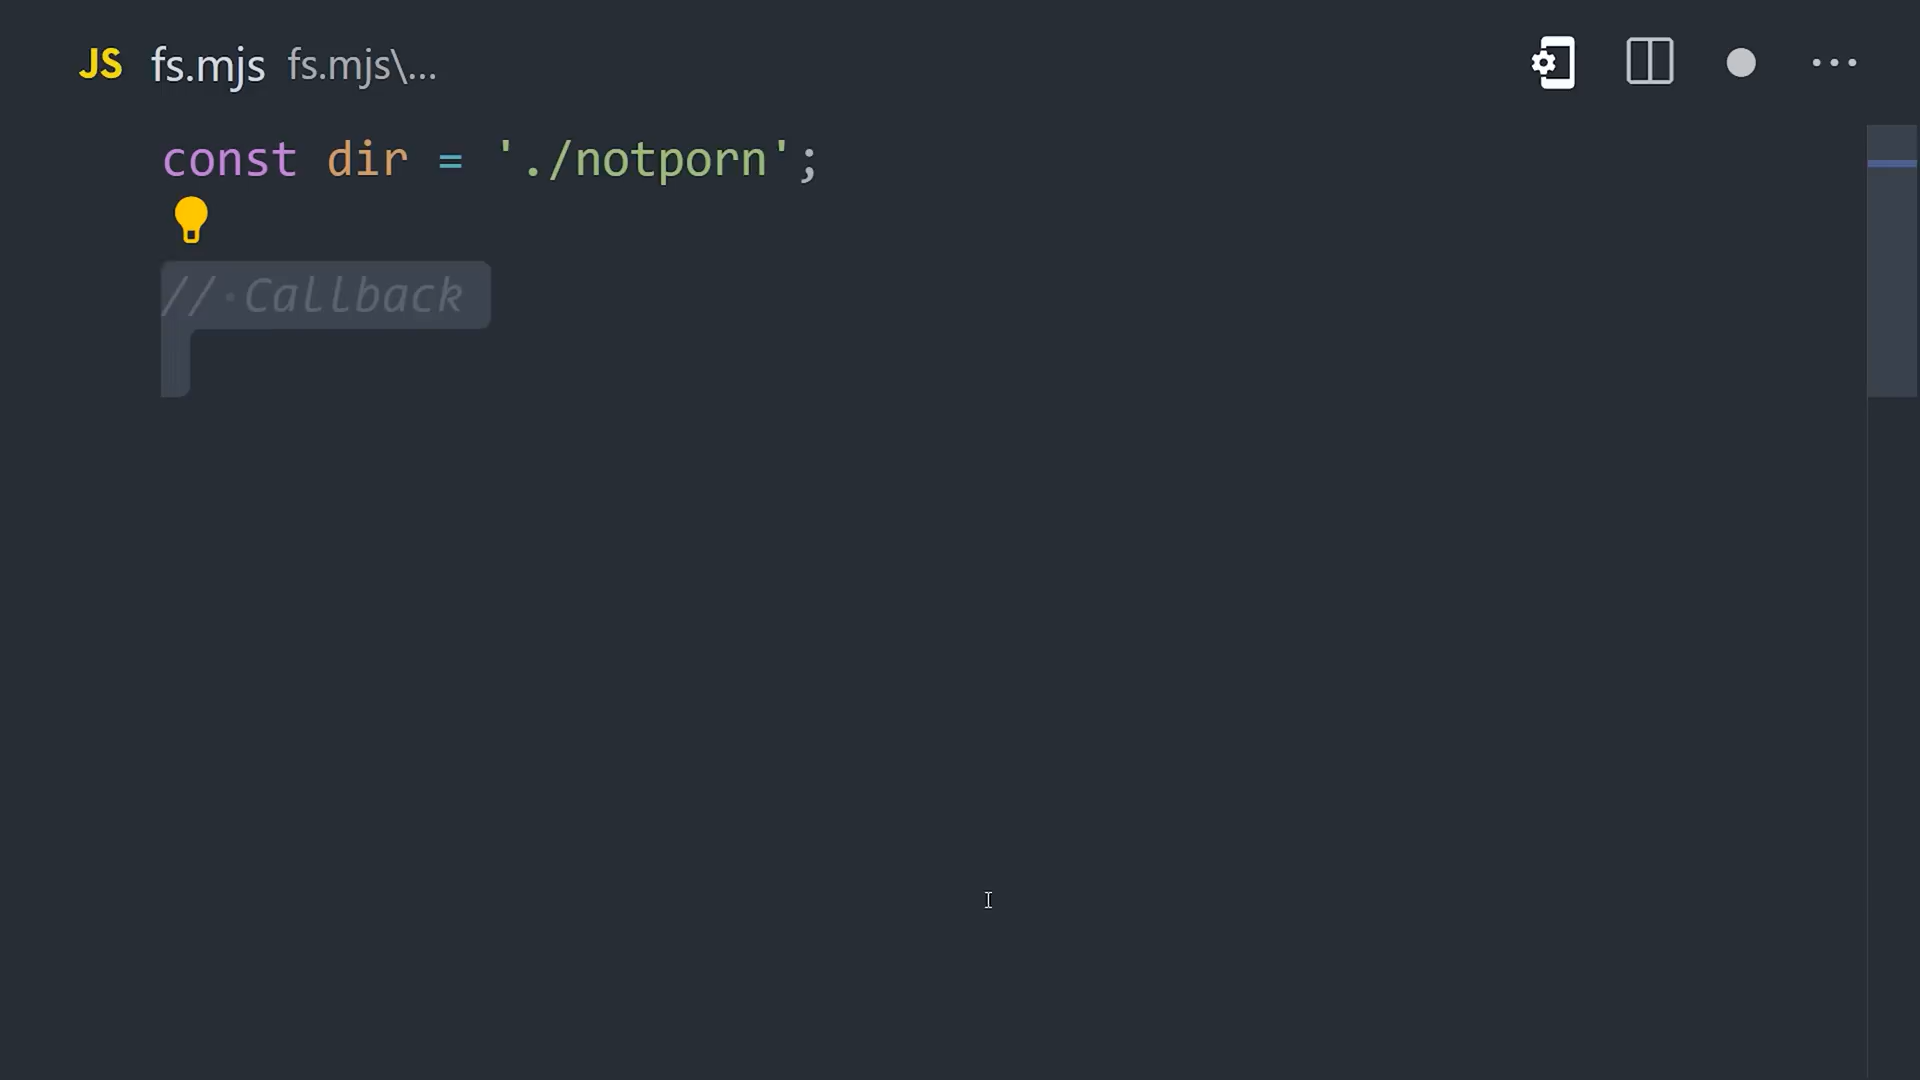 JS fs.mjs fs.mjs\...
const dir = './notporn';
// Callback